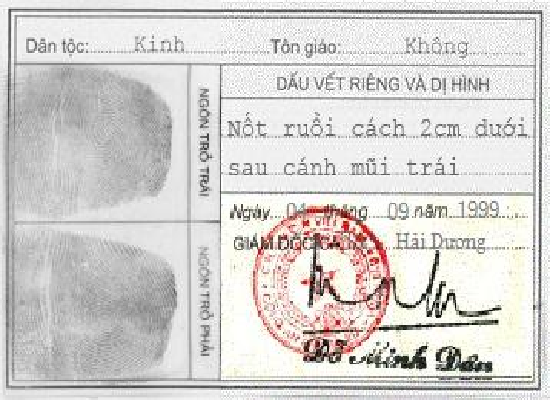 Dân tộc: Kinh Tôn giáo: Không
NGÓN TRỎ TRÁI
DẤU VẾT RIÊNG VÀ DỊ HÌNH
Nốt ruồi cách 2cm dưới
sau cánh mũi trái
NGÓN TRỎ PHẢI
Ngày 04 tháng 09 năm 1999
GIÁM ĐỐC CA Hải Dương
Đỗ Minh Dân